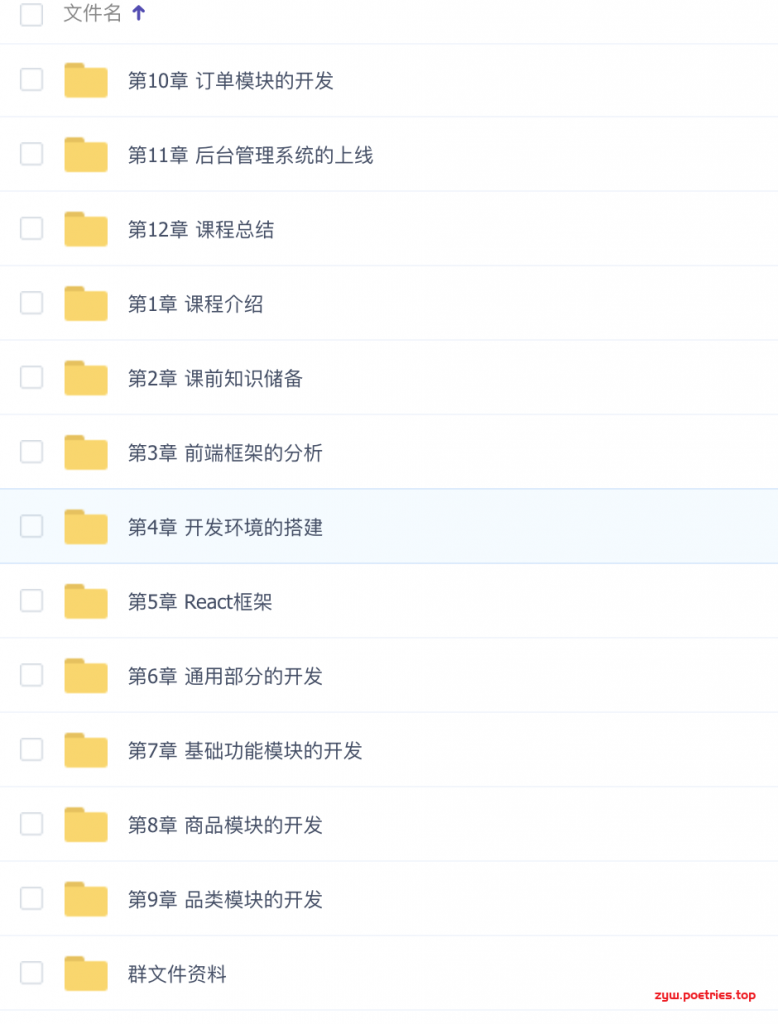 文件名
第10章 订单模块的开发
第11章 后台管理系统的上线
第12章 课程总结
第1章 课程介绍
第2章 课前知识储备
第3章 前端框架的分析
第4章 开发环境的搭建
第5章 React框架
第6章 通用部分的开发
第7章 基础功能模块的开发
第8章 商品模块的开发
第9章 品类模块的开发
群文件资料
zyw.poetries.top